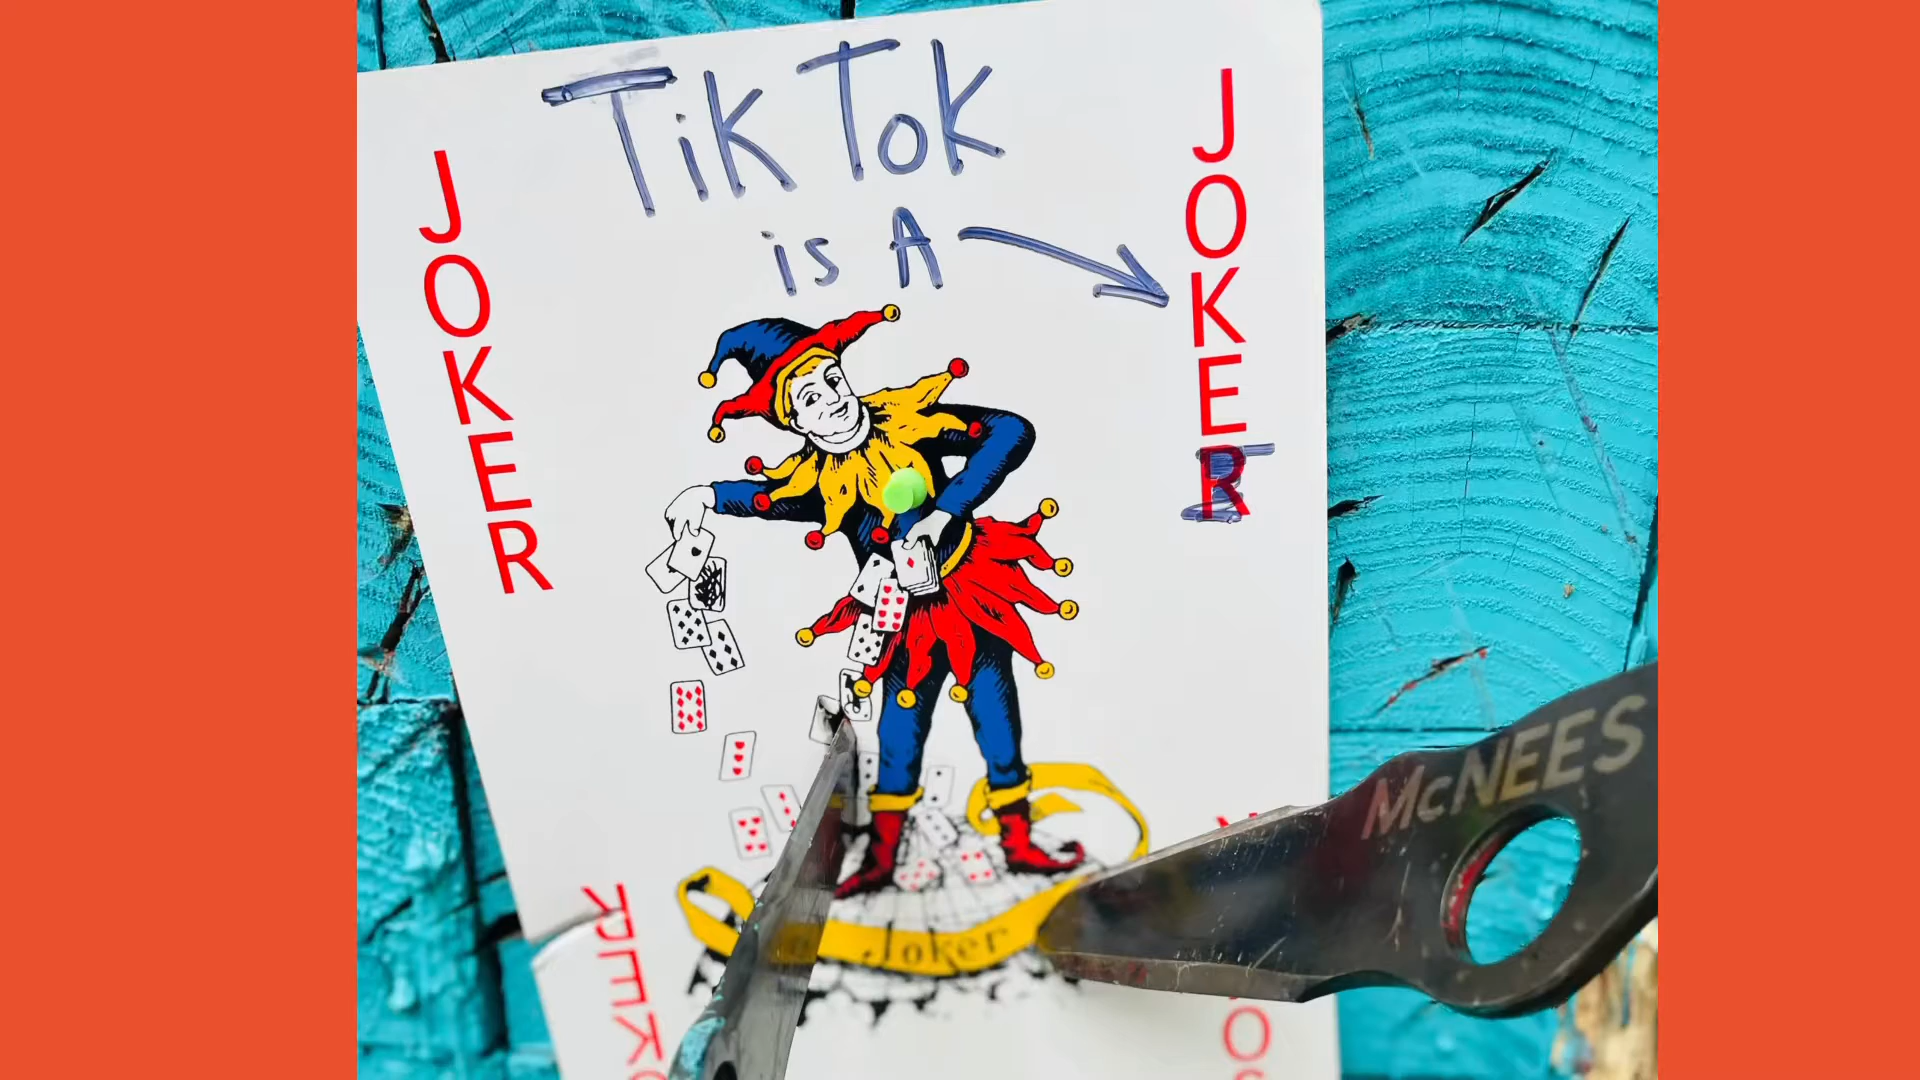 TikTok
is A
JOKER
JOKER
Joker
McNEES